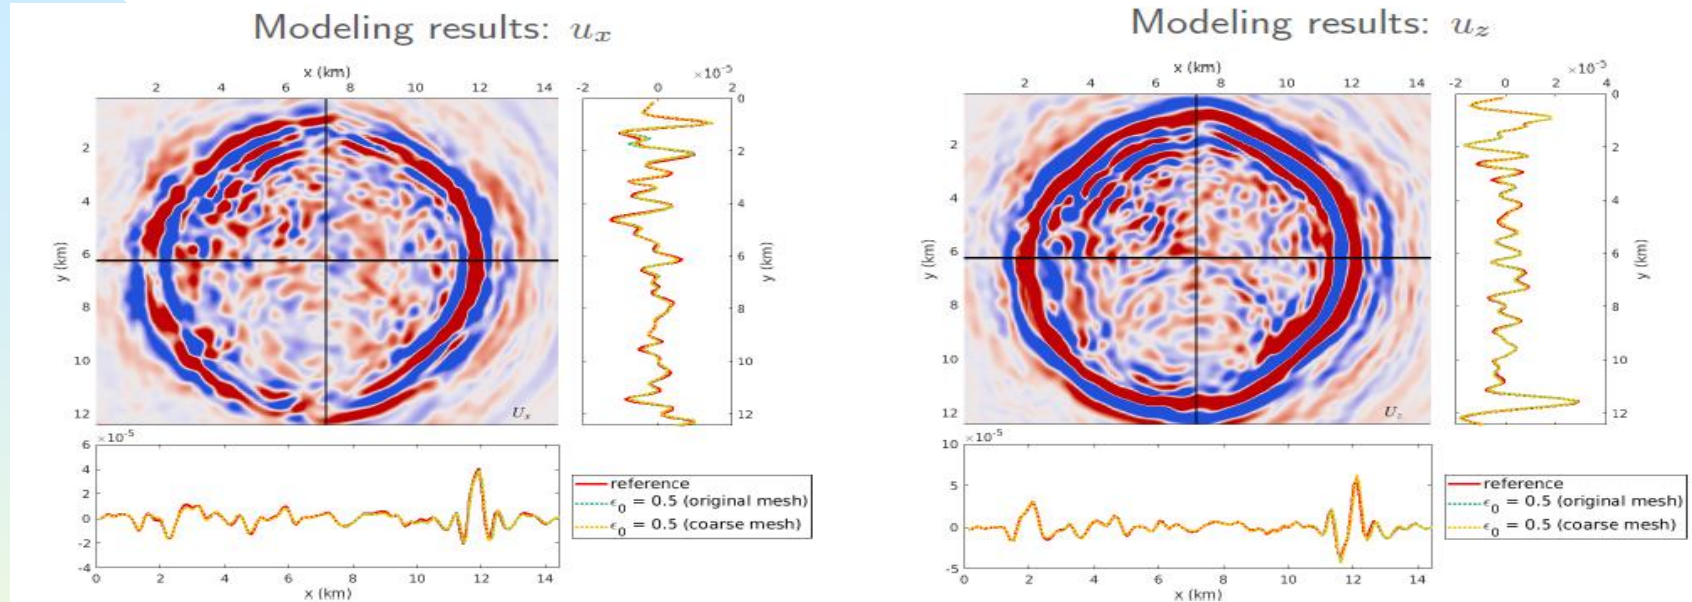 Modeling results: u_x
x (km)
2 4 6 8 10 12 14
2
4
6
8
10
12
y (km)
U_x
×10^-5
-2 0 2
0
2
4
6
8
10
12
y (km)
×10^-5
6
4
2
0
-2
-4
0 2 4 6 8 10 12 14
x (km)
reference
ϵ_0 = 0.5 (original mesh)
ϵ_0 = 0.5 (coarse mesh)
Modeling results: u_z
x (km)
2 4 6 8 10 12 14
2
4
6
8
10
12
y (km)
U_z
×10^-5
-2 0 2 4
0
2
4
6
8
10
12
y (km)
×10^-5
10
5
0
-5
0 2 4 6 8 10 12 14
x (km)
reference
ϵ_0 = 0.5 (original mesh)
ϵ_0 = 0.5 (coarse mesh)